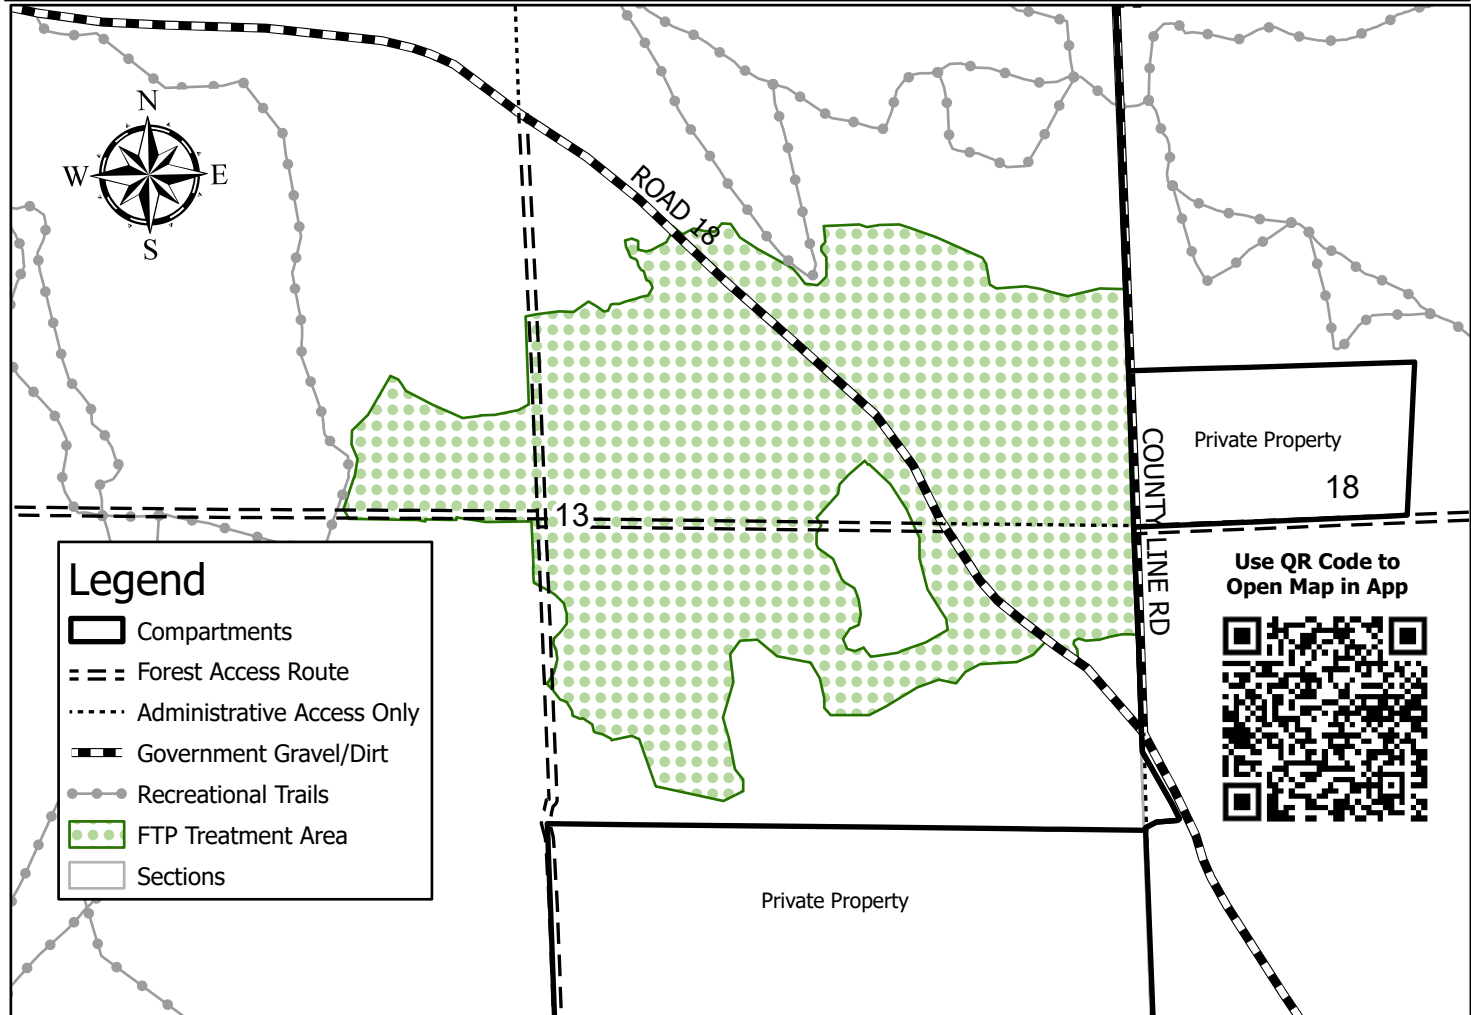 N
W E
S
ROAD 18
Private Property
18
COUNTY LINE RD
13
Use QR Code to
Open Map in App
Legend
Compartments
Forest Access Route
Administrative Access Only
Government Gravel/Dirt
Recreational Trails
FTP Treatment Area
Sections
Private Property